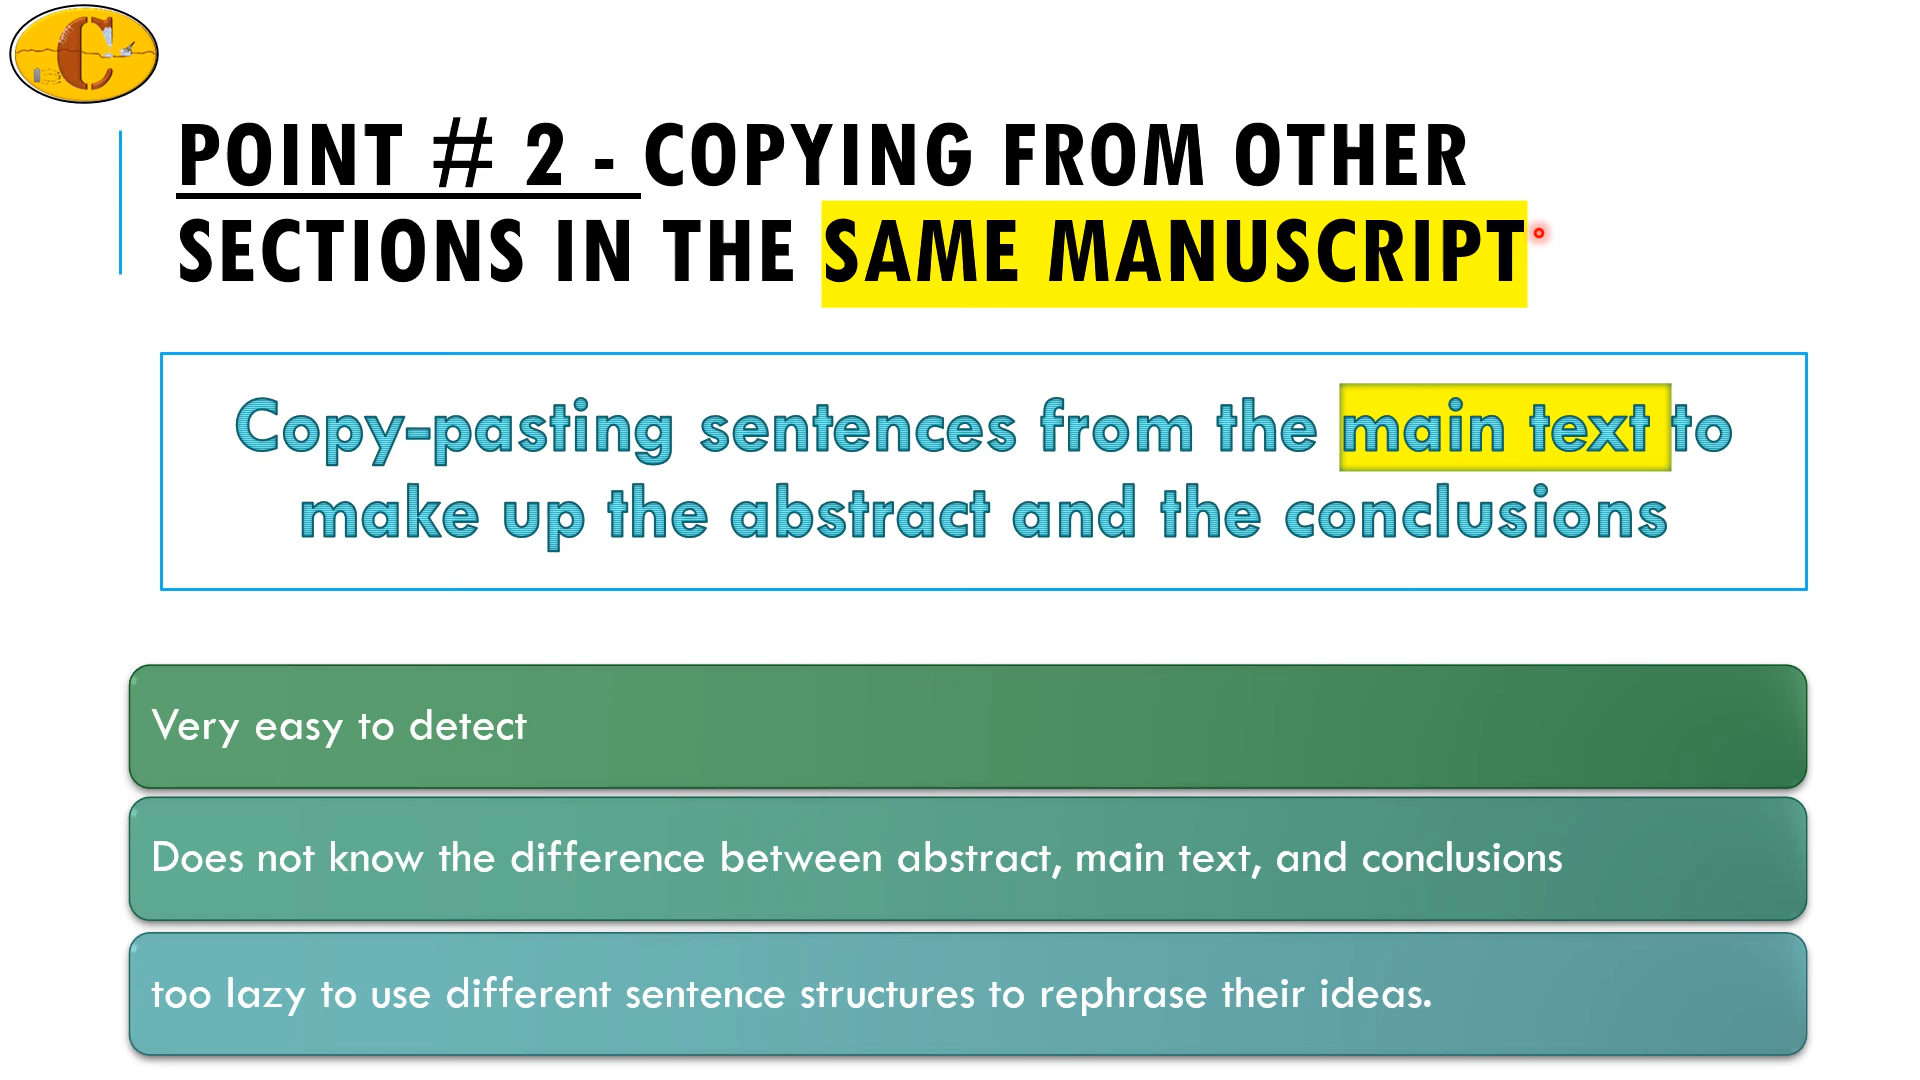 C
POINT # 2 - COPYING FROM OTHER
SECTIONS IN THE SAME MANUSCRIPT
Copy-pasting sentences from the main text to
make up the abstract and the conclusions
Very easy to detect
Does not know the difference between abstract, main text, and conclusions
too lazy to use different sentence structures to rephrase their ideas.